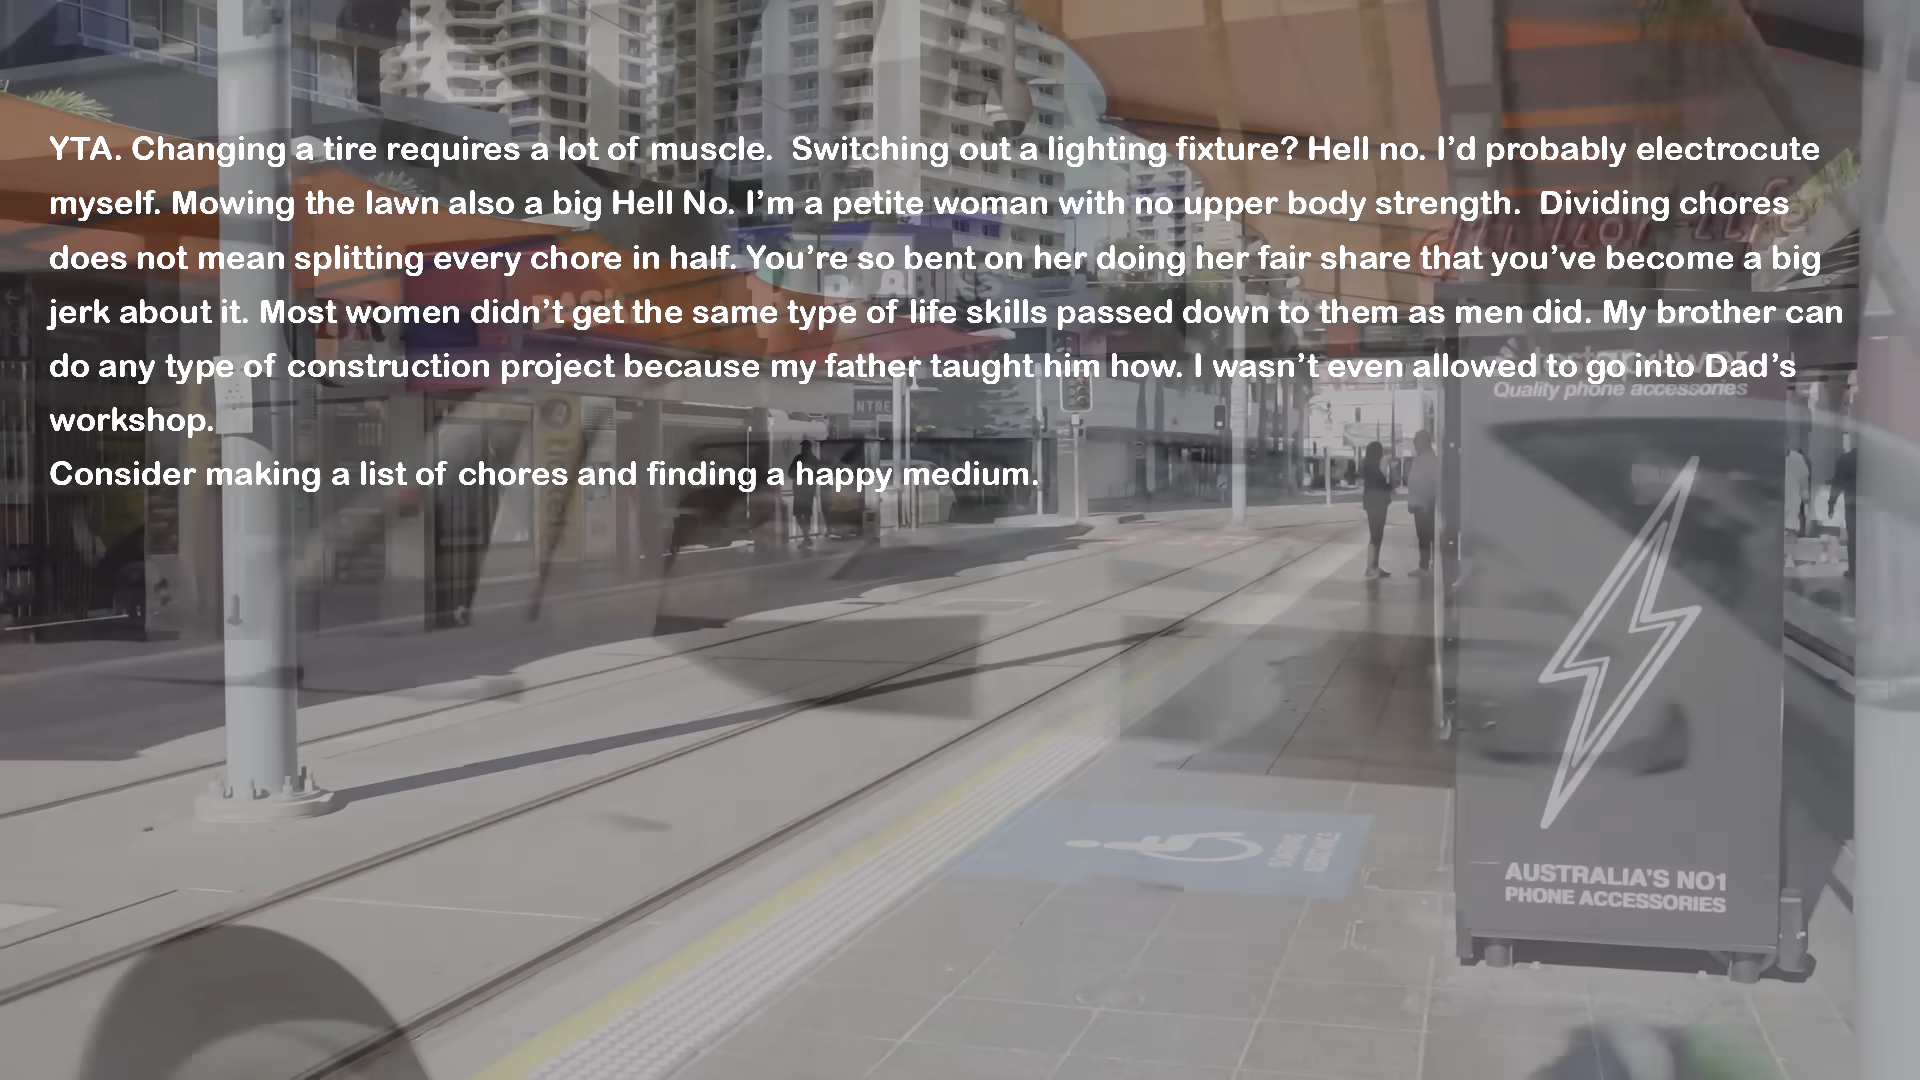 YTA. Changing a tire requires a lot of muscle.  Switching out a lighting fixture? Hell no. I’d probably electrocute
myself. Mowing the lawn also a big Hell No. I’m a petite woman with no upper body strength.  Dividing chores
does not mean splitting every chore in half. You’re so bent on her doing her fair share that you’ve become a big
jerk about it. Most women didn’t get the same type of life skills passed down to them as men did. My brother can
do any type of construction project because my father taught him how. I wasn’t even allowed to go into Dad’s
workshop.
Consider making a list of chores and finding a happy medium.
Quality phone accessories
AUSTRALIA'S NO1
PHONE ACCESSORIES